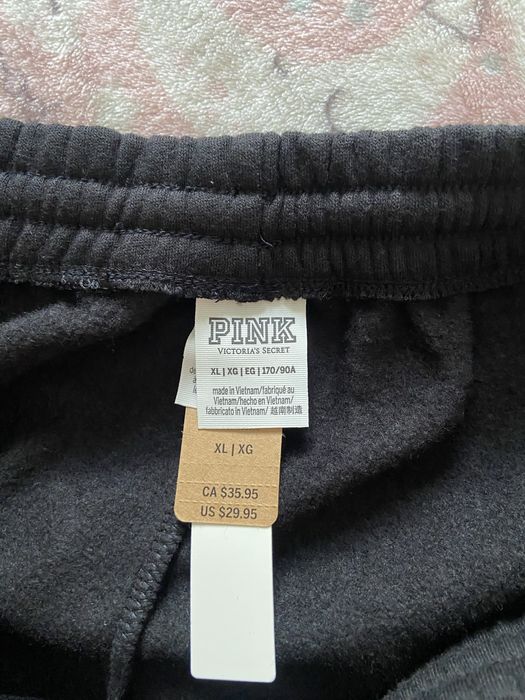 PINK
VICTORIA'S SECRET
XL | XG | EG | 170/90A
made in Vietnam/fabriqué au
Vietnam/hecho en Vietnam/
fabbricato in Vietnam/ 越南制造
XL | XG
CA $35.95
US $29.95